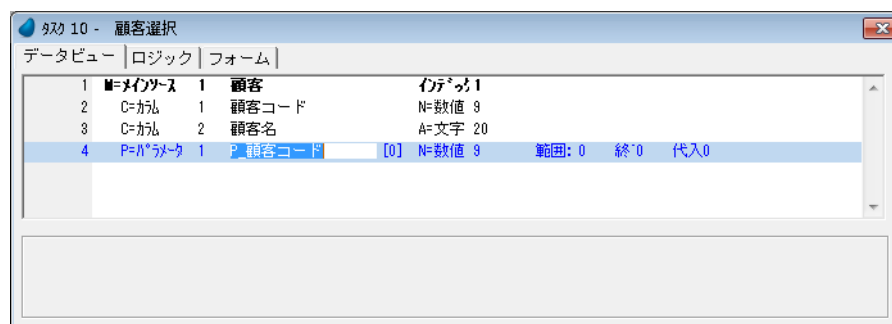 ﾀｽｸ 10 - 顧客選択
データビュー ロジック フォーム
1 M=ﾒｲﾝｿｰｽ 1 顧客 ｲﾝﾃﾞｯｸ 1
2 C=ｶﾗﾑ 1 顧客コード N=数値 9
3 C=ｶﾗﾑ 2 顧客名 A=文字 20
4 P=ﾊﾟﾗﾒｰﾀ 1 P_顧客コード [0] N=数値 9 範囲: 0 終ﾞ0 代入0